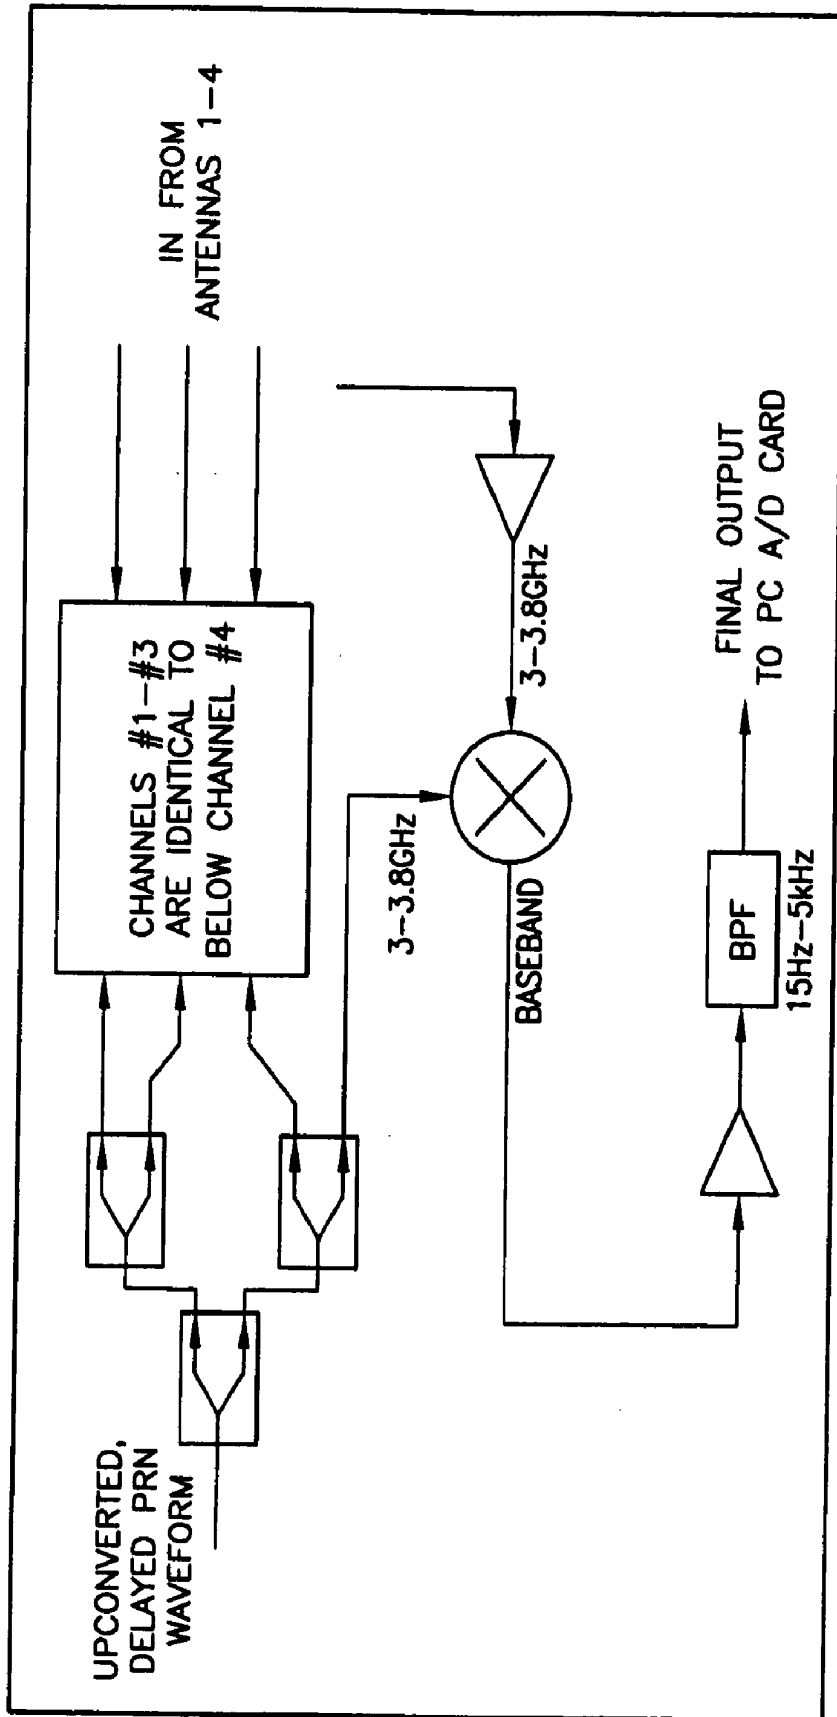 UPCONVERTED,
DELAYED PRN
WAVEFORM
CHANNELS #1-#3
ARE IDENTICAL TO
BELOW CHANNEL #4
IN FROM
ANTENNAS 1-4
3-3.8GHz
3-3.8GHz
BASEBAND
BPF
15Hz-5kHz
FINAL OUTPUT
TO PC A/D CARD